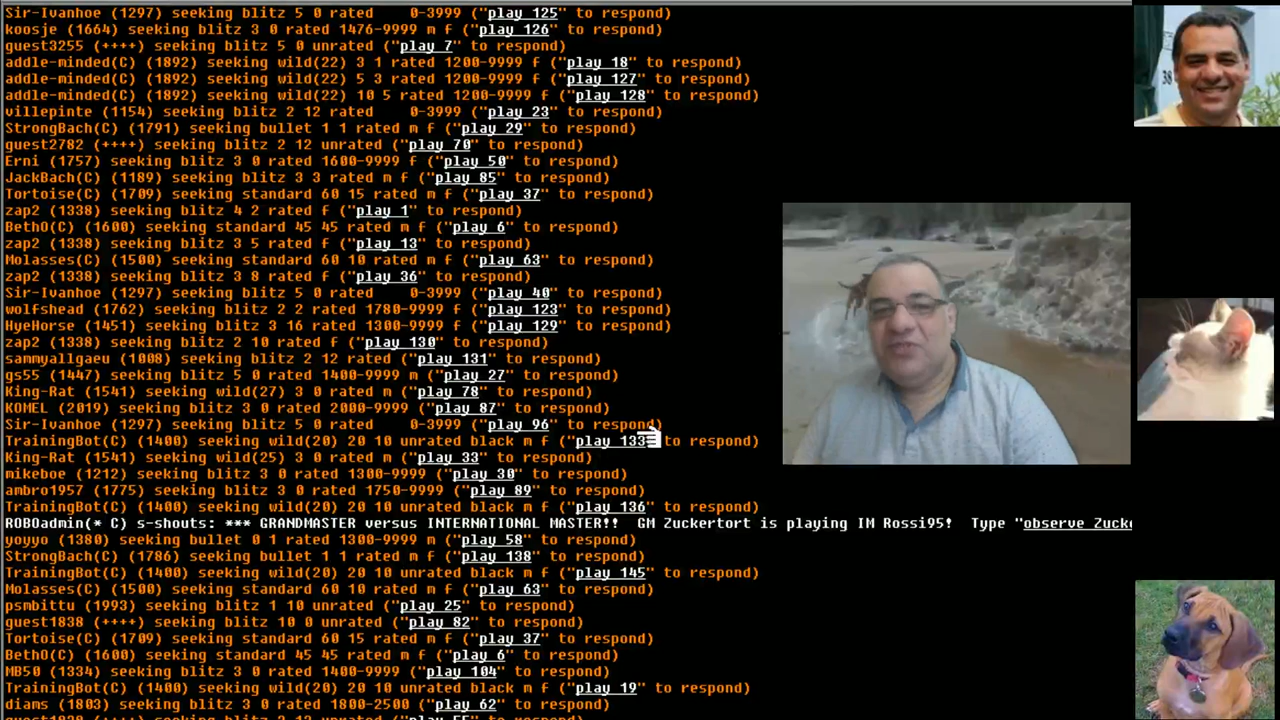 Sir-Ivanhoe (1297) seeking blitz 5 0 rated 0-3999 ("play 125" to respond)
koosje (1664) seeking blitz 3 0 rated 1476-9999 m f ("play 126" to respond)
guest3255 (++++) seeking blitz 5 0 unrated ("play 7" to respond)
addle-minded(C) (1892) seeking wild(22) 3 1 rated 1200-9999 f ("play 18" to respond)
addle-minded(C) (1892) seeking wild(22) 5 3 rated 1200-9999 f ("play 127" to respond)
addle-minded(C) (1892) seeking wild(22) 10 5 rated 1200-9999 f ("play 128" to respond)
villepinte (1154) seeking blitz 2 12 rated 0-3999 ("play 23" to respond)
StrongBach(C) (1791) seeking bullet 1 1 rated m f ("play 29" to respond)
guest2782 (++++) seeking blitz 2 12 unrated ("play 70" to respond)
Erni (1757) seeking blitz 3 0 rated 1600-9999 f ("play 50" to respond)
JackBach(C) (1189) seeking blitz 3 3 rated m f ("play 85" to respond)
Tortoise(C) (1709) seeking standard 60 15 rated m f ("play 37" to respond)
zap2 (1338) seeking blitz 4 2 rated f ("play 1" to respond)
BethO(C) (1600) seeking standard 45 45 rated m f ("play 6" to respond)
zap2 (1338) seeking blitz 3 5 rated f ("play 13" to respond)
Molasses(C) (1500) seeking standard 60 10 rated m f ("play 63" to respond)
zap2 (1338) seeking blitz 3 8 rated f ("play 36" to respond)
Sir-Ivanhoe (1297) seeking blitz 5 0 rated 0-3999 ("play 40" to respond)
wolfshead (1762) seeking blitz 2 2 rated 1780-9999 f ("play 123" to respond)
HyeHorse (1451) seeking blitz 3 16 rated 1300-9999 f ("play 129" to respond)
zap2 (1338) seeking blitz 2 10 rated f ("play 130" to respond)
sammyallgaeu (1008) seeking blitz 2 12 rated ("play 131" to respond)
gs55 (1447) seeking blitz 5 0 rated 1400-9999 f ("play 27" to respond)
King-Rat (1541) seeking wild(27) 3 0 rated m ("play 78" to respond)
KOMEL (2019) seeking blitz 3 0 rated 2000-9999 ("play 87" to respond)
Sir-Ivanhoe (1297) seeking blitz 5 0 rated 0-3999 ("play 96" to respond)
TrainingBot(C) (1400) seeking wild(20) 20 10 unrated black m f ("play 133" to respond)
King-Rat (1541) seeking wild(25) 3 0 rated m ("play 33" to respond)
mikeboe (1212) seeking blitz 3 0 rated 1300-9999 f ("play 30" to respond)
ambro1957 (1775) seeking blitz 3 0 rated 1750-9999 ("play 89" to respond)
TrainingBot(C) (1400) seeking wild(20) 20 10 unrated black m f ("play 136" to respond)
ROBOadmin(* C) s-shouts: *** GRANDMASTER versus INTERNATIONAL MASTER!! GM Zuckertort is playing IM Rossi95! Type "observe Zucke
yoyyo (1380) seeking bullet 0 1 rated 1300-9999 f ("play 58" to respond)
StrongBach(C) (1786) seeking bullet 1 1 rated m f ("play 138" to respond)
TrainingBot(C) (1400) seeking wild(20) 20 10 unrated black m f ("play 145" to respond)
Molasses(C) (1500) seeking standard 60 10 rated m f ("play 63" to respond)
psmbittu (1993) seeking blitz 1 10 unrated ("play 25" to respond)
guest1838 (++++) seeking blitz 10 0 unrated ("play 82" to respond)
Tortoise(C) (1709) seeking standard 60 15 rated m f ("play 37" to respond)
BethO(C) (1600) seeking standard 45 45 rated m f ("play 6" to respond)
MB50 (1334) seeking blitz 3 0 rated 1400-9999 ("play 104" to respond)
TrainingBot(C) (1400) seeking wild(20) 20 10 unrated black m f ("play 19" to respond)
diams (1803) seeking blitz 3 0 rated 1800-2500 ("play 62" to respond)
38